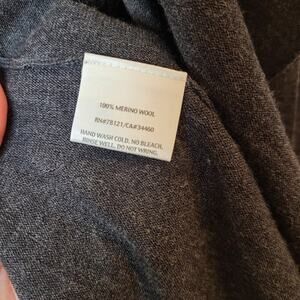 100% MERINO WOOL
RN#78121/CA#34460
HAND WASH COLD. NO BLEACH.
RINSE WELL. DO NOT WRING.